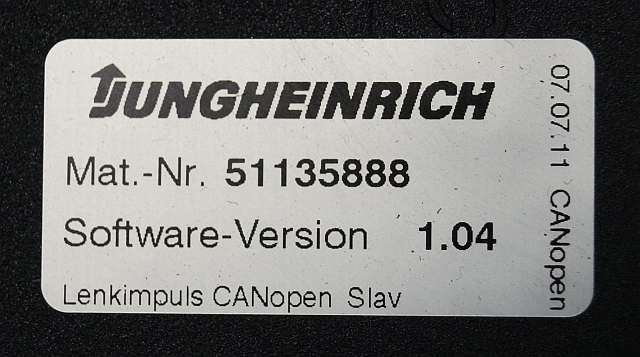 JUNGHEINRICH
Mat.-Nr. 51135888
Software-Version 1.04
Lenkimpuls CANopen Slav
07.07.11 CANopen